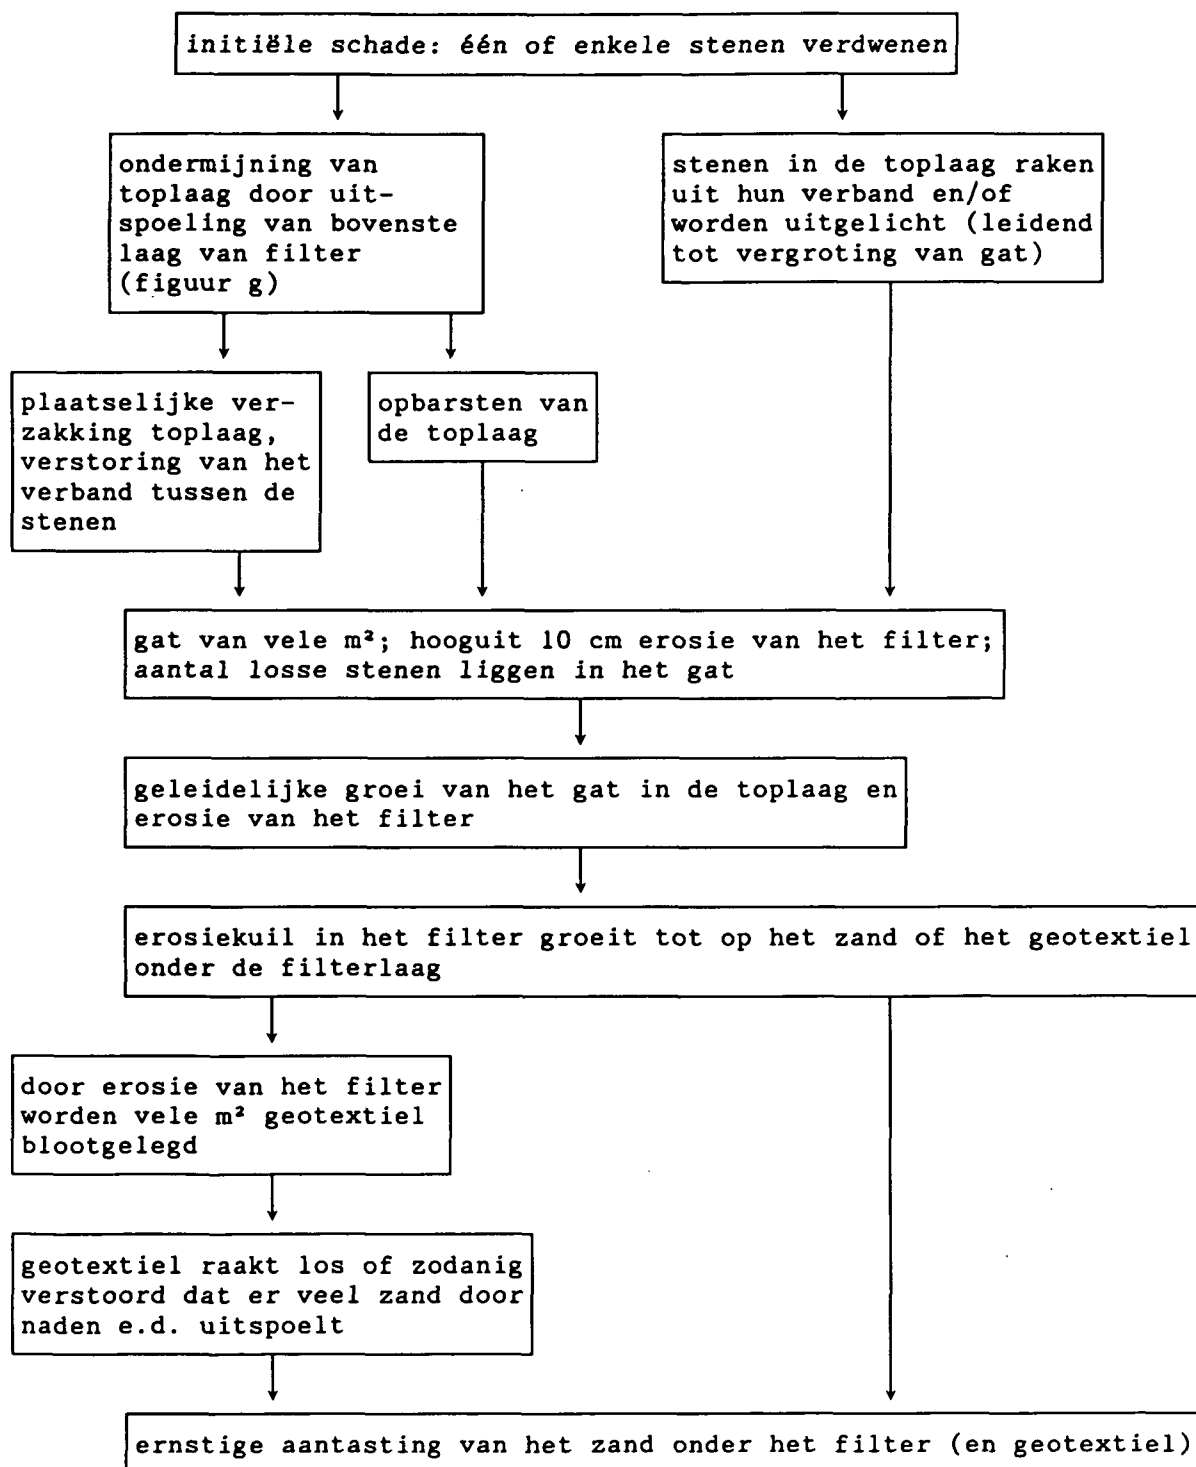 initiële schade: één of enkele stenen verdwenen
ondermijning van
toplaag door uit-
spoeling van bovenste
laag van filter
(figuur g)
stenen in de toplaag raken
uit hun verband en/of
worden uitgelicht (leidend
tot vergroting van gat)
plaatselijke ver-
zakking toplaag,
verstoring van het
verband tussen de
stenen
opbarsten van
de toplaag
gat van vele m²; hooguit 10 cm erosie van het filter;
aantal losse stenen liggen in het gat
geleidelijke groei van het gat in de toplaag en
erosie van het filter
erosiekuil in het filter groeit tot op het zand of het geotextiel
onder de filterlaag
door erosie van het filter
worden vele m² geotextiel
blootgelegd
geotextiel raakt los of zodanig
verstoord dat er veel zand door
naden e.d. uitspoelt
ernstige aantasting van het zand onder het filter (en geotextiel)